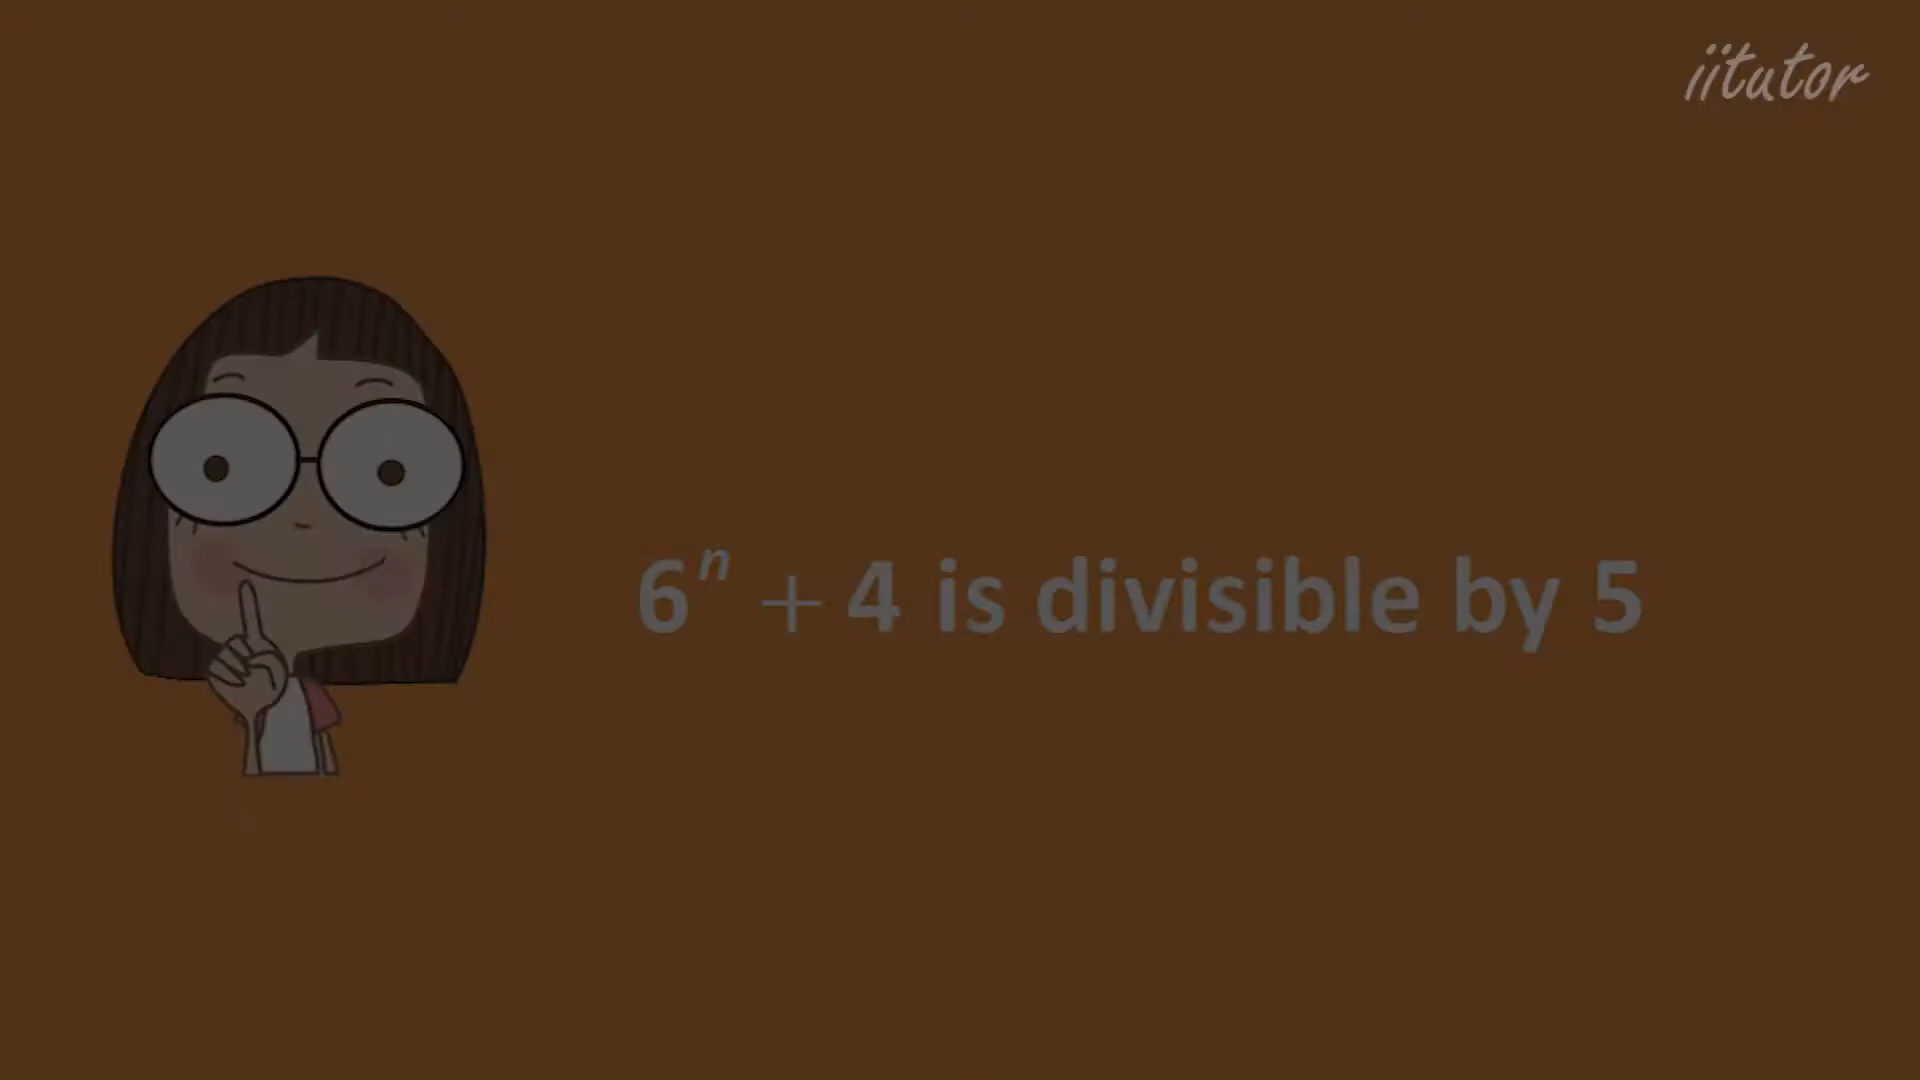 iitutor
6ⁿ + 4 is divisible by 5